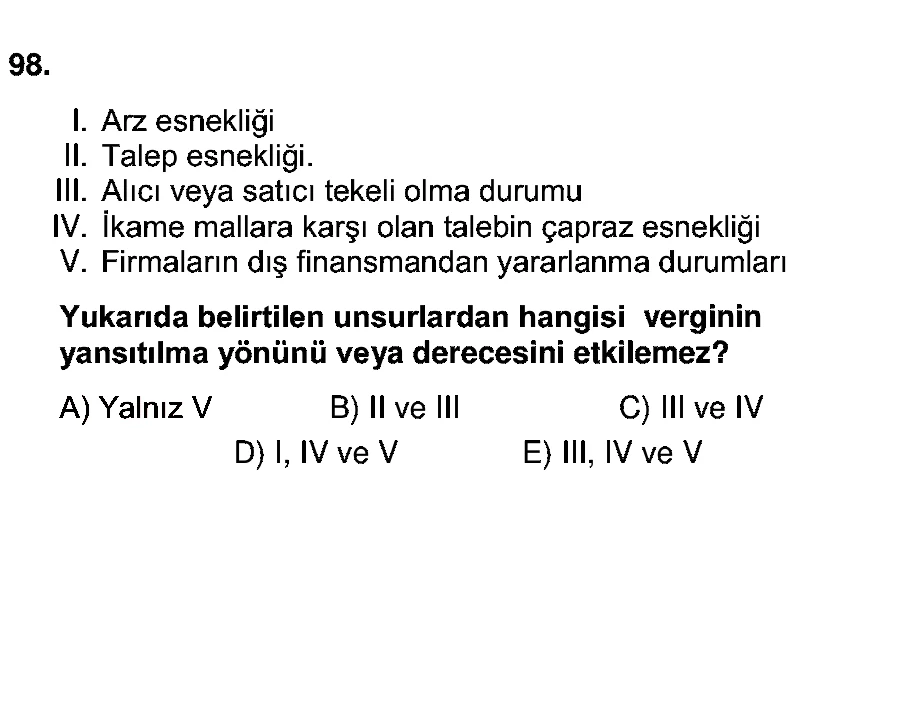 98.
I. Arz esnekliği
II. Talep esnekliği.
III. Alıcı veya satıcı tekeli olma durumu
IV. İkame mallara karşı olan talebin çapraz esnekliği
V. Firmaların dış finansmandan yararlanma durumları
Yukarıda belirtilen unsurlardan hangisi verginin
yansıtılma yönünü veya derecesini etkilemez?
A) Yalnız V B) II ve III C) III ve IV
D) I, IV ve V E) III, IV ve V